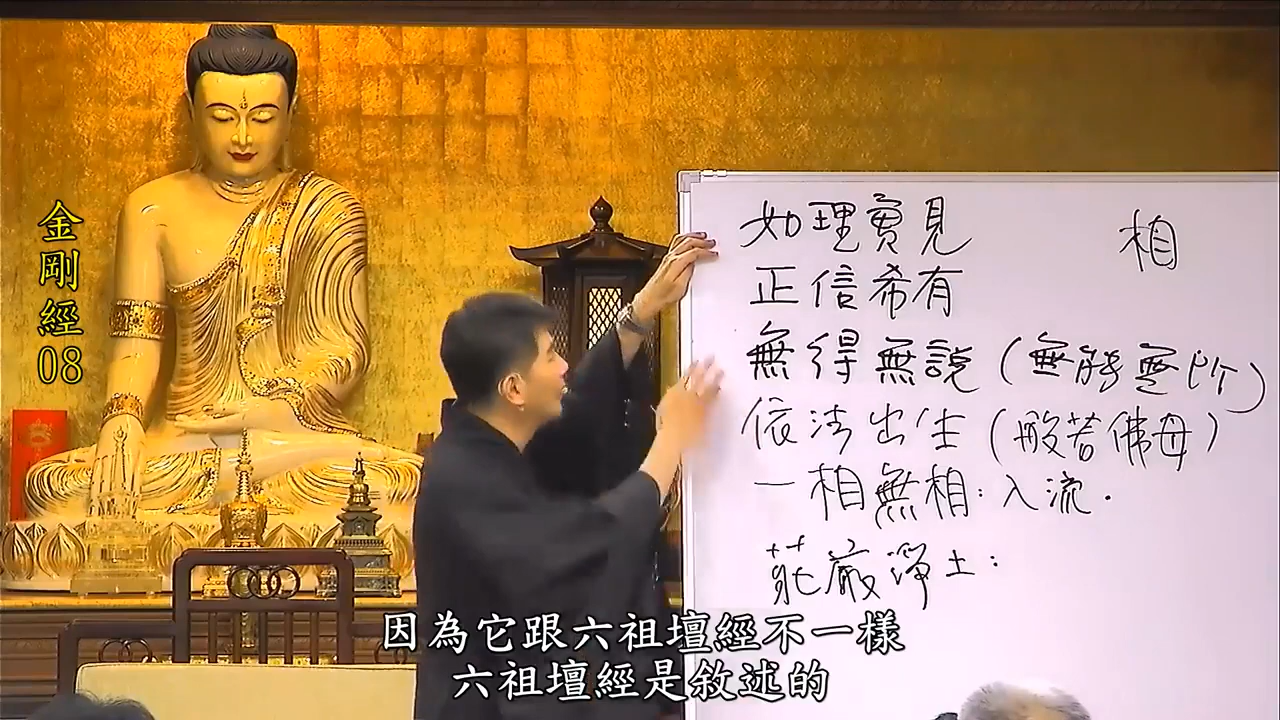 金剛經08
如理實見
相
正信希有
無得無說(無能無所)
依法出生(般若佛母)
一相無相:入流.
莊嚴淨土:
因為它跟六祖壇經不一樣
六祖壇經是敘述的